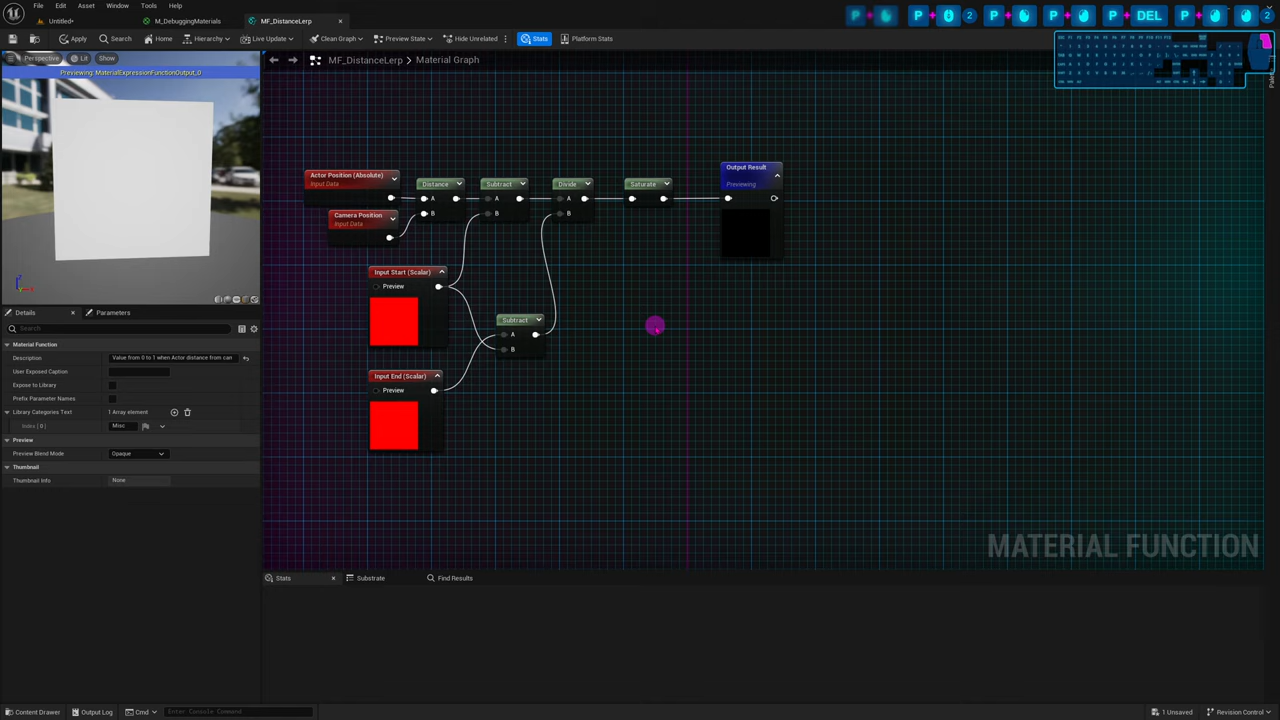 File Edit Asset Window Tools Help
Untitled*
M_DebuggingMaterials
MF_DistanceLerp
P + 2 P + P + P + DEL P + 2
Apply Search Home Hierarchy Live Update Clean Graph Preview State Hide Unrelated Stats Platform Stats
Perspective Lit Show
Previewing: MaterialExpressionFunctionOutput_0
MF_DistanceLerp > Material Graph
Actor Position (Absolute)
Input Data
Camera Position
Input Data
Distance
A
B
Subtract
A
B
Divide
A
B
Saturate
Output Result
Previewing
Input Start (Scalar)
Preview
Subtract
A
B
Input End (Scalar)
Preview
MATERIAL FUNCTION
Details
Parameters
Search
Material Function
Description Value from 0 to 1 when Actor distance from can
User Exposed Caption
Expose to Library
Prefix Parameter Names
Library Categories Text 1 Array element
Index [ 0 ] Misc
Preview
Preview Blend Mode Opaque
Thumbnail
Thumbnail Info None
Stats
Substrate
Find Results
Content Drawer Output Log Cmd Enter Console Command 1 Unsaved Revision Control